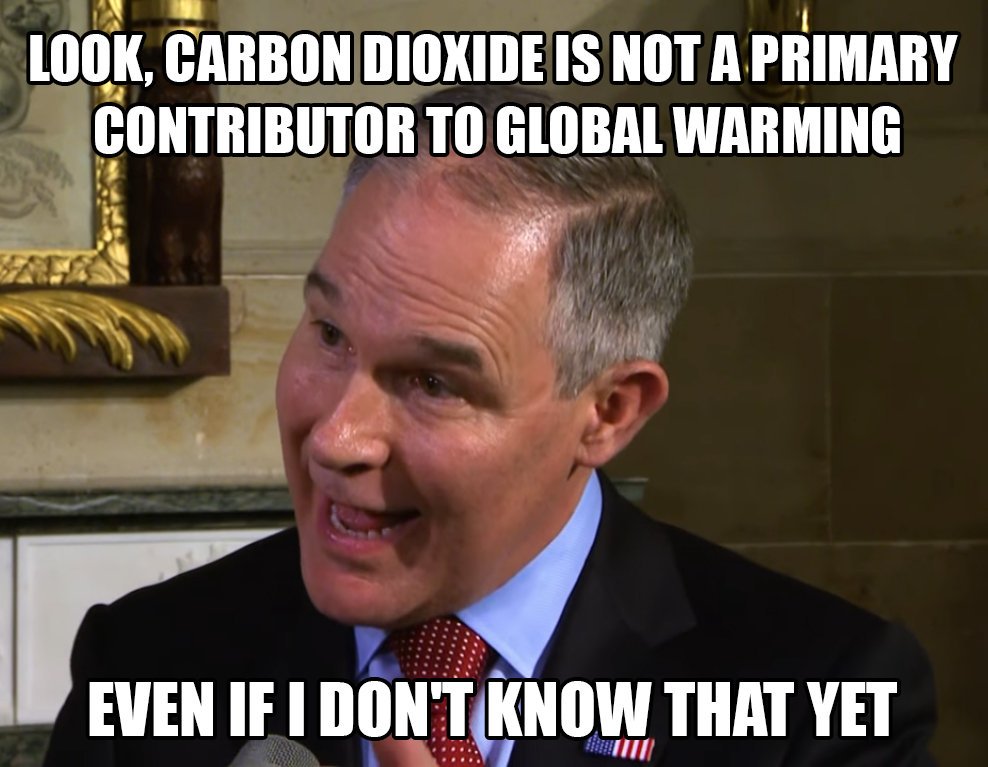 LOOK, CARBON DIOXIDE IS NOT A PRIMARY
CONTRIBUTOR TO GLOBAL WARMING
EVEN IF I DON'T KNOW THAT YET